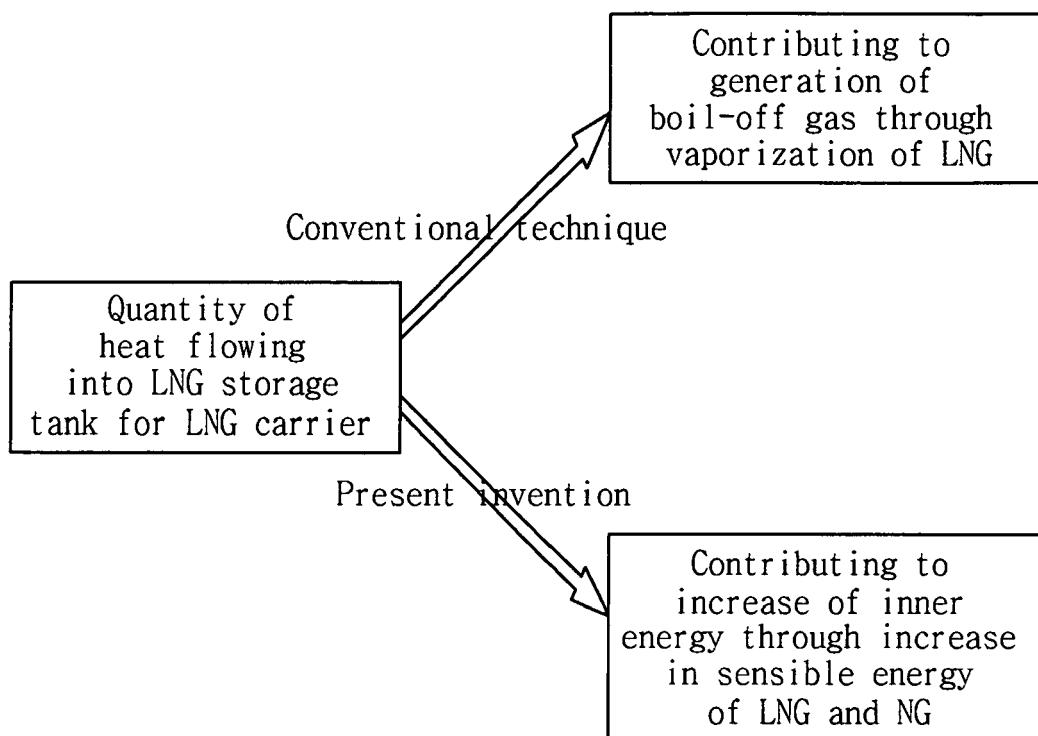 Contributing to
generation of
boil-off gas through
vaporization of LNG
Conventional technique
Quantity of
heat flowing
into LNG storage
tank for LNG carrier
Present invention
Contributing to
increase of inner
energy through increase
in sensible energy
of LNG and NG